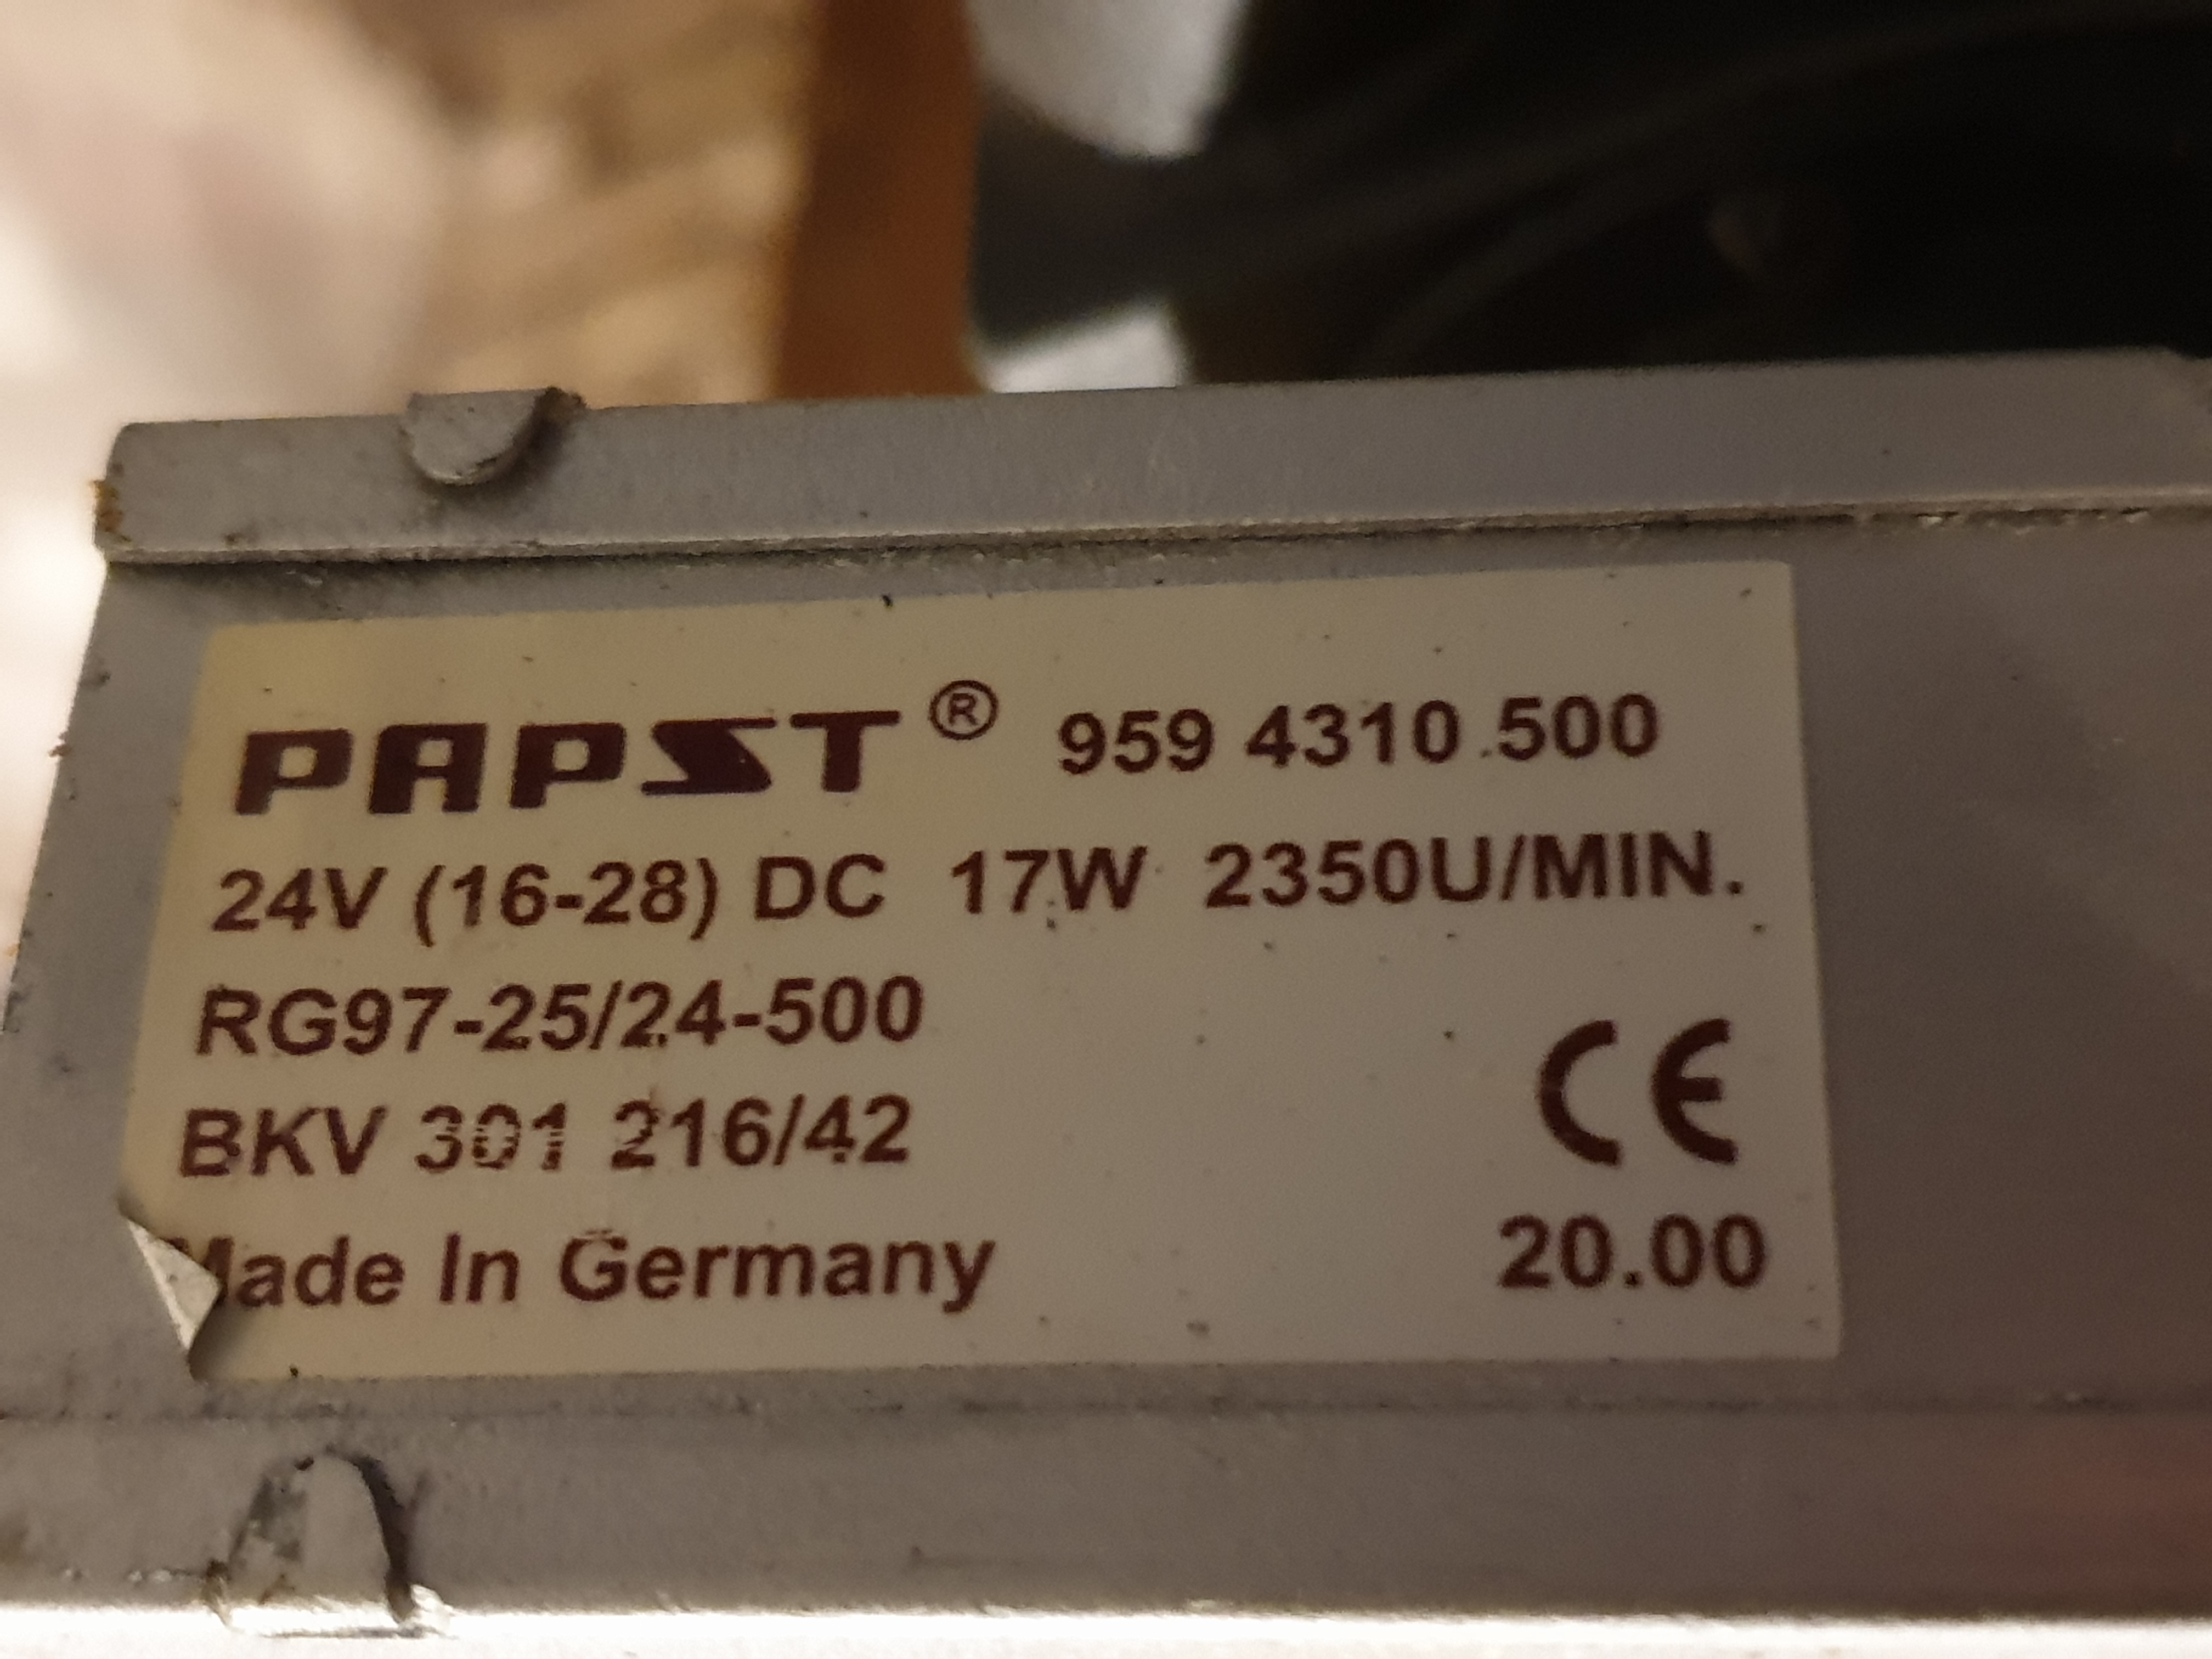 PAPST® 959 4310 500
24V (16-28) DC 17W 2350U/MIN.
RG97-25/24-500
BKV 301 216/42
CE
Made In Germany 20.00